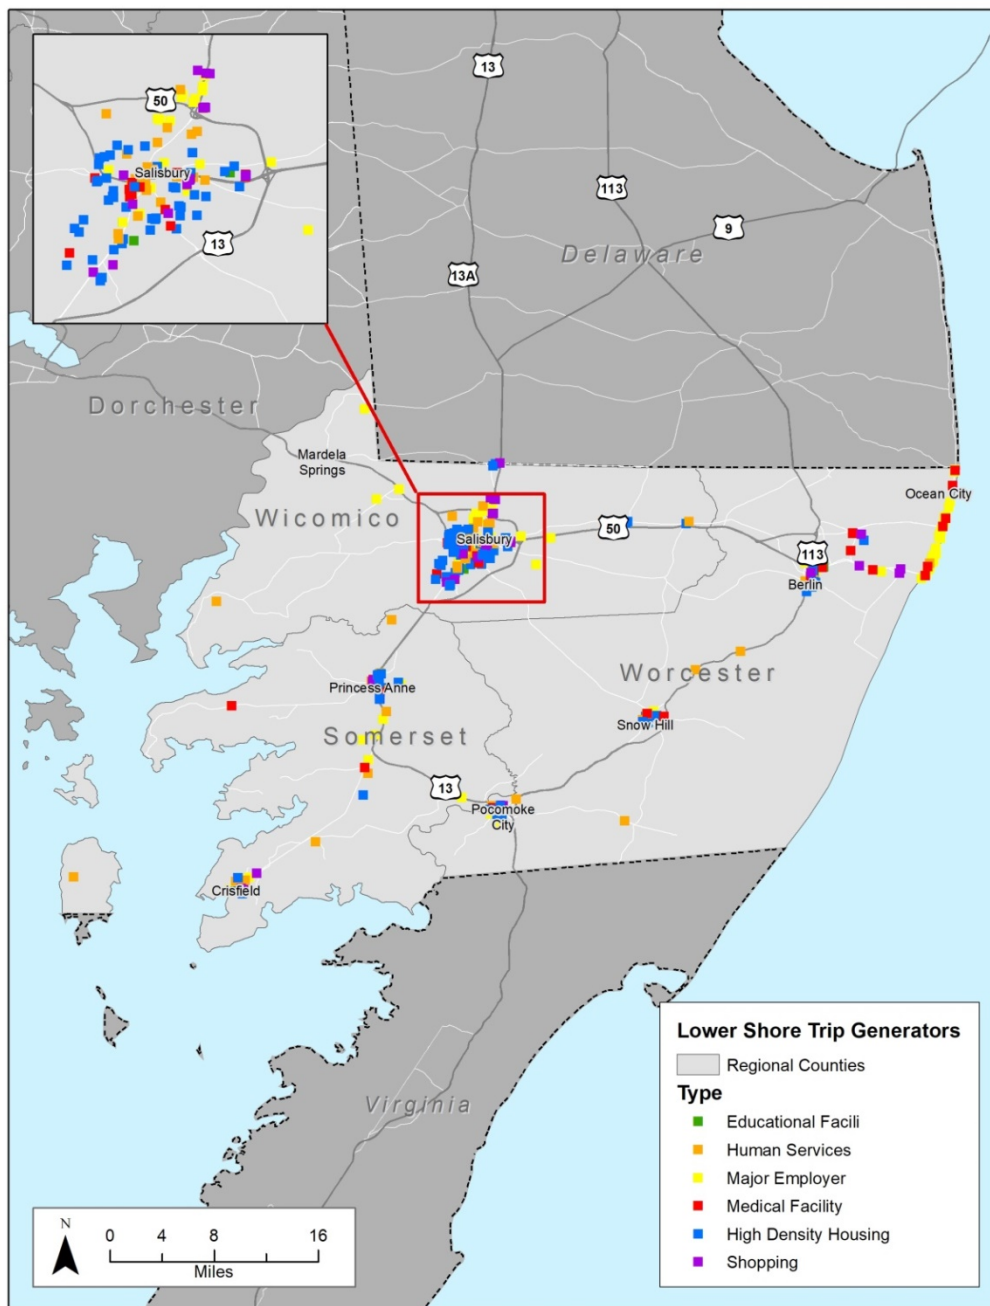 50
Salisbury
13
13
113
9
Delaware
13A
Dorchester
Mardela
Springs
Ocean City
Wicomico
50
Salisbury
113
Berlin
Worcester
Princess Anne
Snow Hill
Somerset
13
Pocomoke
City
Crisfield
Virginia
Lower Shore Trip Generators
Regional Counties
Type
Educational Facili
Human Services
Major Employer
Medical Facility
High Density Housing
Shopping
N
0 4 8 16
Miles